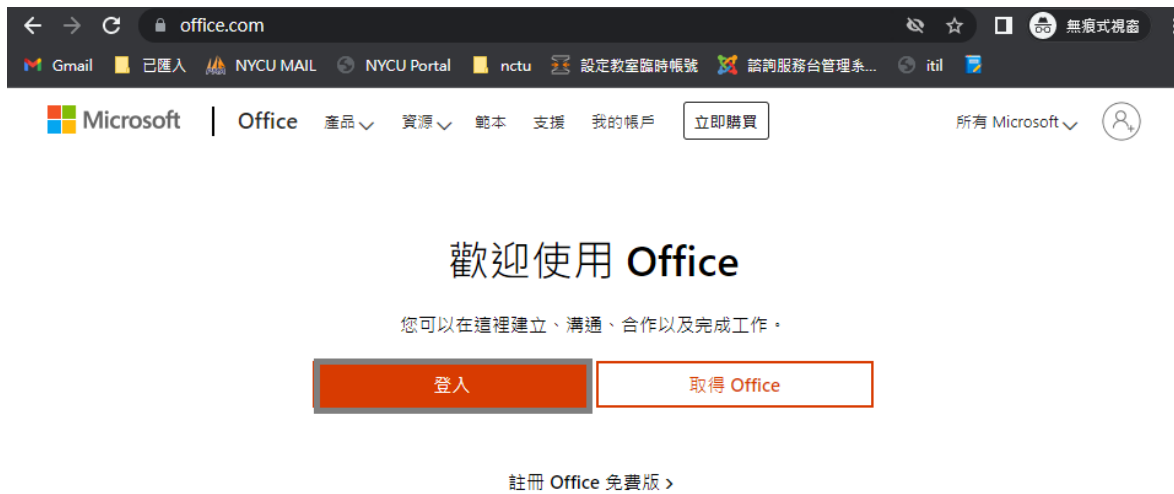 office.com 無痕式視窗
Gmail 已匯入 NYCU MAIL NYCU Portal nctu 設定教室臨時帳號 諮詢服務台管理系... itil
Microsoft Office 產品 資源 範本 支援 我的帳戶 立即購買 所有 Microsoft
歡迎使用 Office
您可以在這裡建立、溝通、合作以及完成工作。
登入 取得 Office
註冊 Office 免費版 >